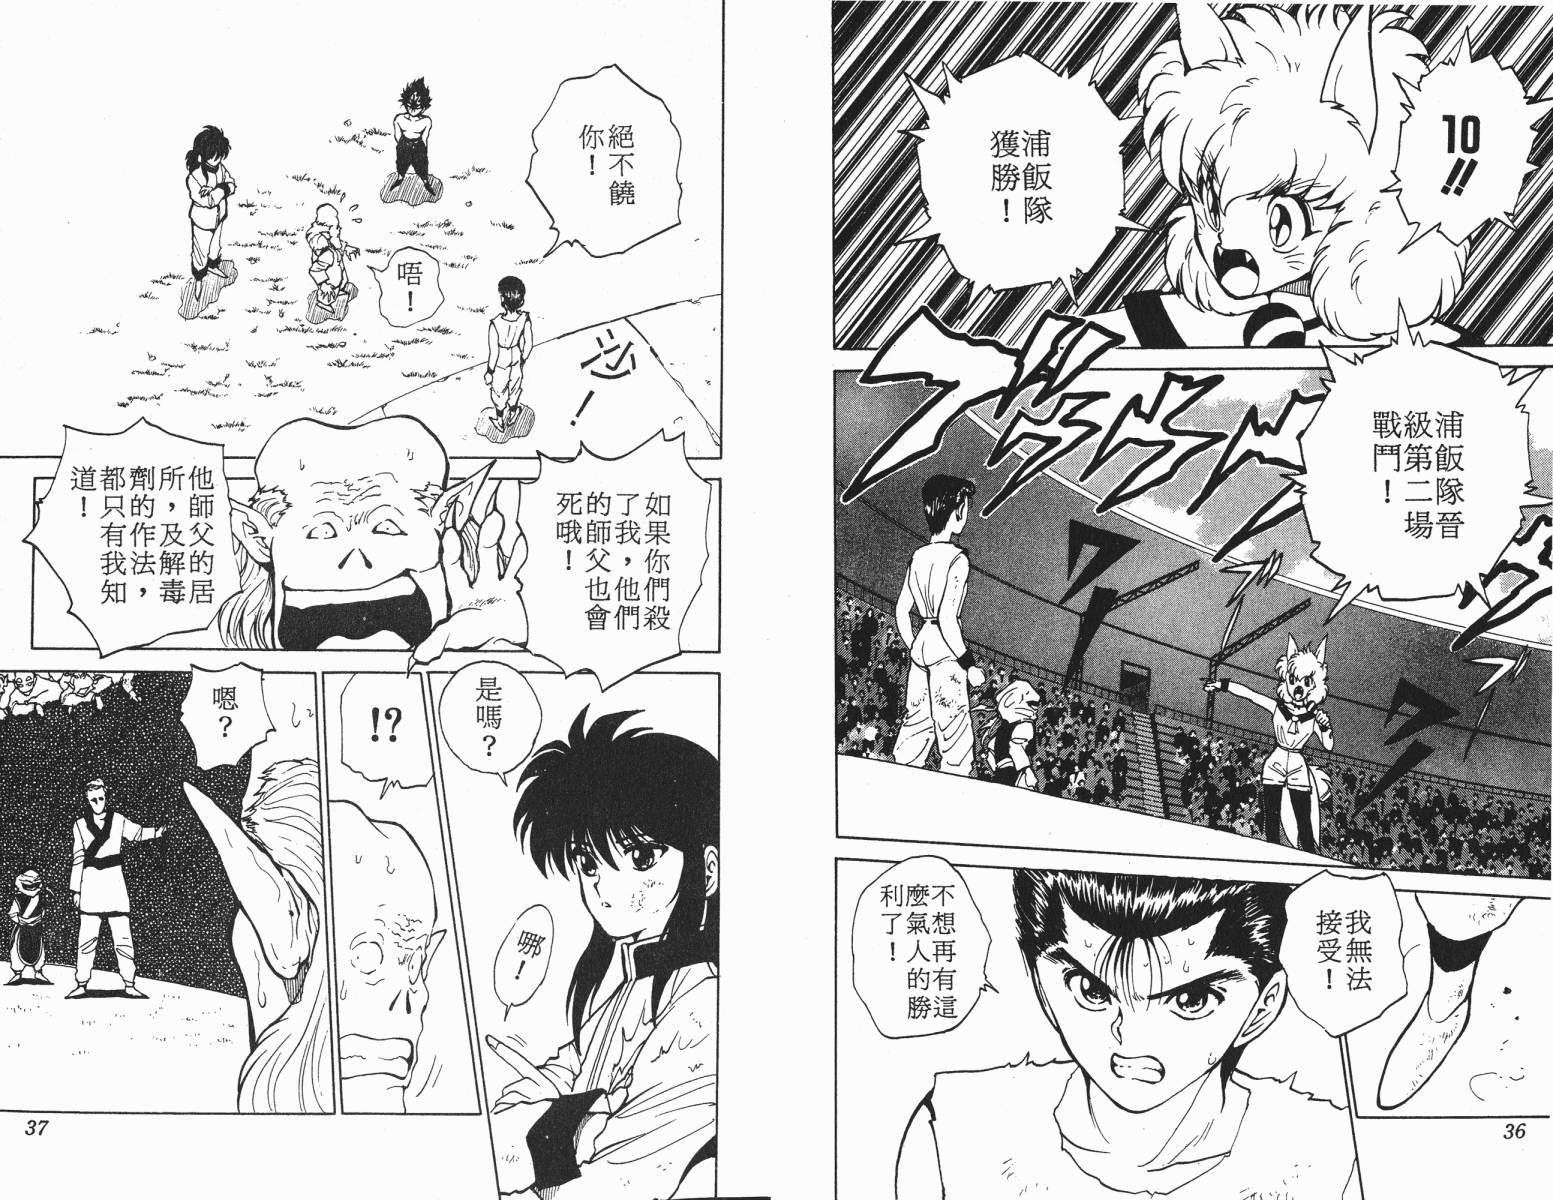 10!!
浦飯隊
獲勝！
浦飯隊晉
級第二場
戰鬥！
我無法
接受！
不想再有這
麼氣人的勝
利了！
36
絕不饒
你！
唔！
如果你們殺
了我，他們
的師父也會
死哦！
他師父的居
所，及解毒
劑的作法，
都只有我知
道！
是嗎？
哪！
!?
嗯？
37